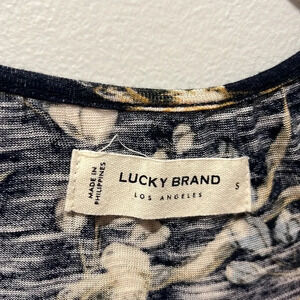 MADE IN
PHILIPPINES
LUCKY BRAND
LOS ANGELES
S